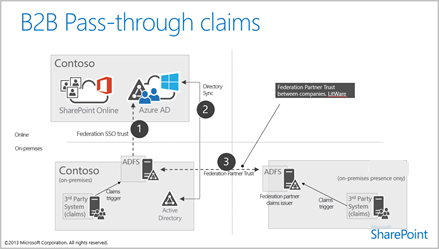 B2B Pass-through claims
Contoso
SharePoint Online
Azure AD
Directory
Sync
2
Federation Partner Trust
between companies. LitWare
1
Federation SSO trust
Online
On-premises
ADFS
3
Federation Partner Trust
ADFS
Contoso
(on-premises)
Claims
trigger
3rd Party
System
(claims)
Active
Directory
Federation partner
claims issuer
(on-premises presence only)
Claims
trigger
3rd Party
System
(claims)
©2013 Microsoft Corporation. All rights reserved.
SharePoint